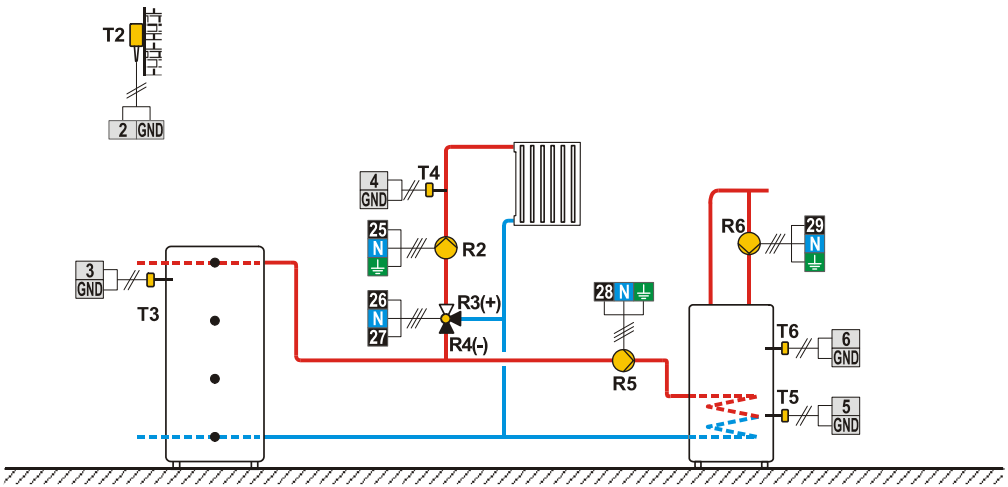 T2
2 GND
T4
4
GND
25
N
R2
R6
29
N
3
GND
T3
26
N
27
R3(+)
R4(-)
28 N
R5
T6
6
GND
T5
5
GND